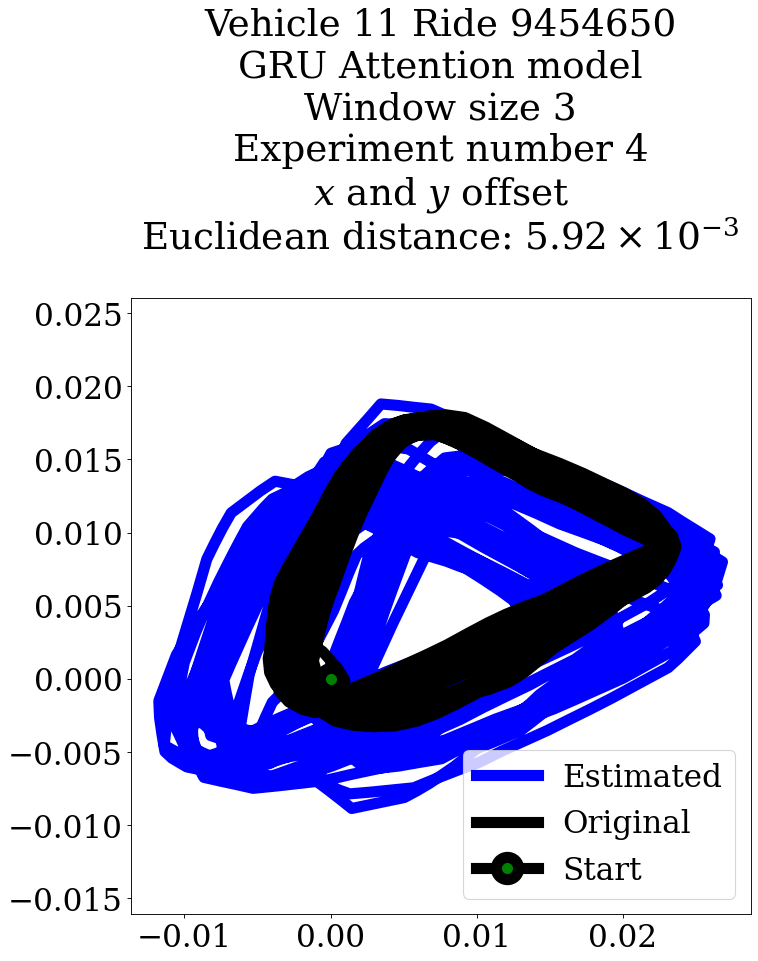 Vehicle 11 Ride 9454650
GRU Attention model
Window size 3
Experiment number 4
x and y offset
Euclidean distance: 5.92 × 10⁻³
0.025
0.020
0.015
0.010
0.005
0.000
−0.005
−0.010
−0.015
−0.01 0.00 0.01 0.02
Estimated
Original
Start